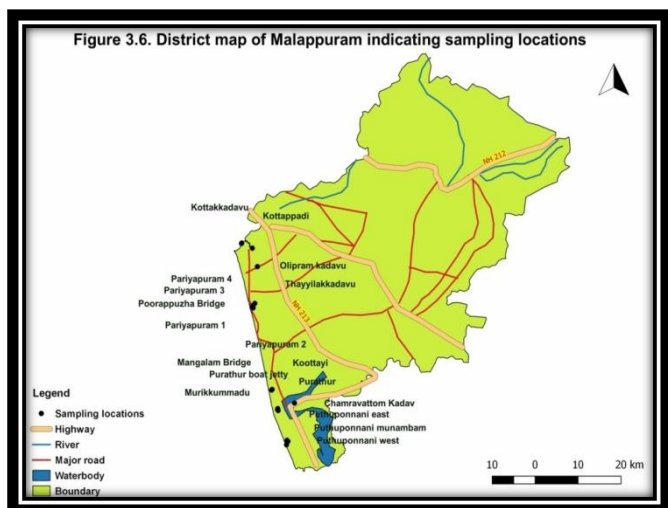 Figure 3.6. District map of Malappuram indicating sampling locations
NH 212
Kottakkadavu
Kottappadi
Olipram kadavu
Pariyapuram 4
Thayyilakkadavu
Pariyapuram 3
Poorappuzha Bridge
NH 213
Pariyapuram 1
Pariyapuram 2
Mangalam Bridge
Koottayi
Purathur boat jetty
Purathur
Murikkummadu
Chamravattom Kadav
Puthuponnani east
Puthuponnani munambam
Puthuponnani west
Legend
Sampling locations
Highway
River
Major road
Waterbody
Boundary
10 0 10 20 km